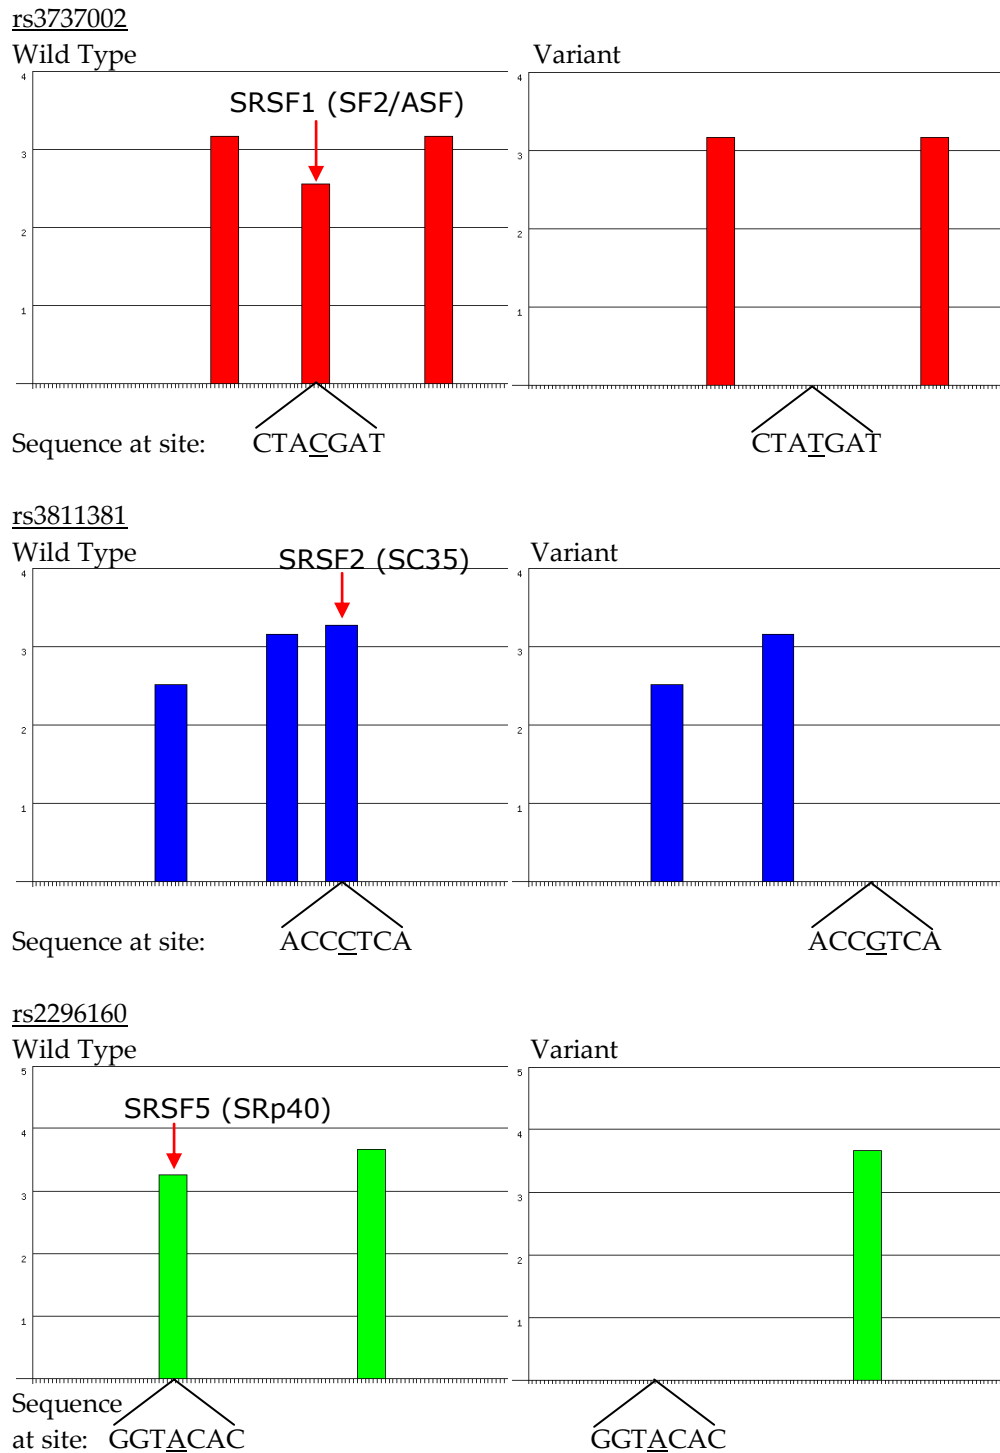 rs3737002
Wild Type Variant
4 4
SRSF1 (SF2/ASF)
3 3
2 2
1 1
Sequence at site: CTACGAT CTATGAT
rs3811381
Wild Type Variant
SRSF2 (SC35)
4 4
3 3
2 2
1 1
Sequence at site: ACCCTCA ACCGTCA
rs2296160
Wild Type Variant
5 5
SRSF5 (SRp40)
4 4
3 3
2 2
1 1
Sequence
at site: GGTACAC GGTACAC